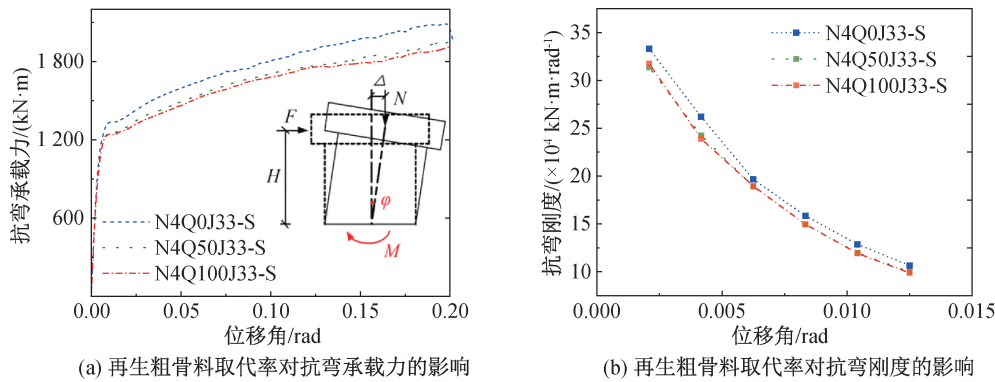 抗弯承载力/(kN·m)
1 800
1 200
600
0.00
0.05
0.10
0.15
0.20
位移角/rad
Δ
N
F
H
φ
M
N4Q0J33-S
N4Q50J33-S
N4Q100J33-S
(a) 再生粗骨料取代率对抗弯承载力的影响
抗弯刚度/(×10⁴ kN·m·rad⁻¹)
35
30
25
20
15
10
0.000
0.005
0.010
0.015
位移角/rad
N4Q0J33-S
N4Q50J33-S
N4Q100J33-S
(b) 再生粗骨料取代率对抗弯刚度的影响